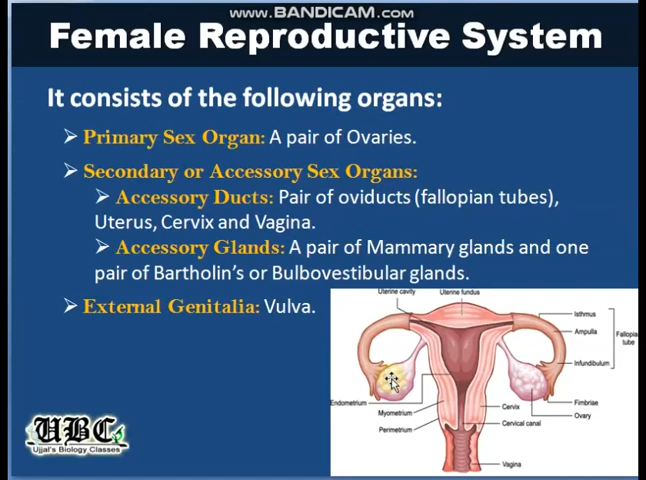 www.BANDICAM.com
Female Reproductive System
It consists of the following organs:
➢ Primary Sex Organ: A pair of Ovaries.
➢ Secondary or Accessory Sex Organs:
➢ Accessory Ducts: Pair of oviducts (fallopian tubes),
Uterus, Cervix and Vagina.
➢ Accessory Glands: A pair of Mammary glands and one
pair of Bartholin's or Bulbovestibular glands.
➢ External Genitalia: Vulva.
Uterine cavity
Uterine fundus
Isthmus
Ampulla
Fallopian
tube
Infundibulum
Endometrium
Fimbriae
Myometrium
Cervix
Ovary
Perimetrium
Cervical canal
Vagina
UBC
Ujjal's Biology Classes